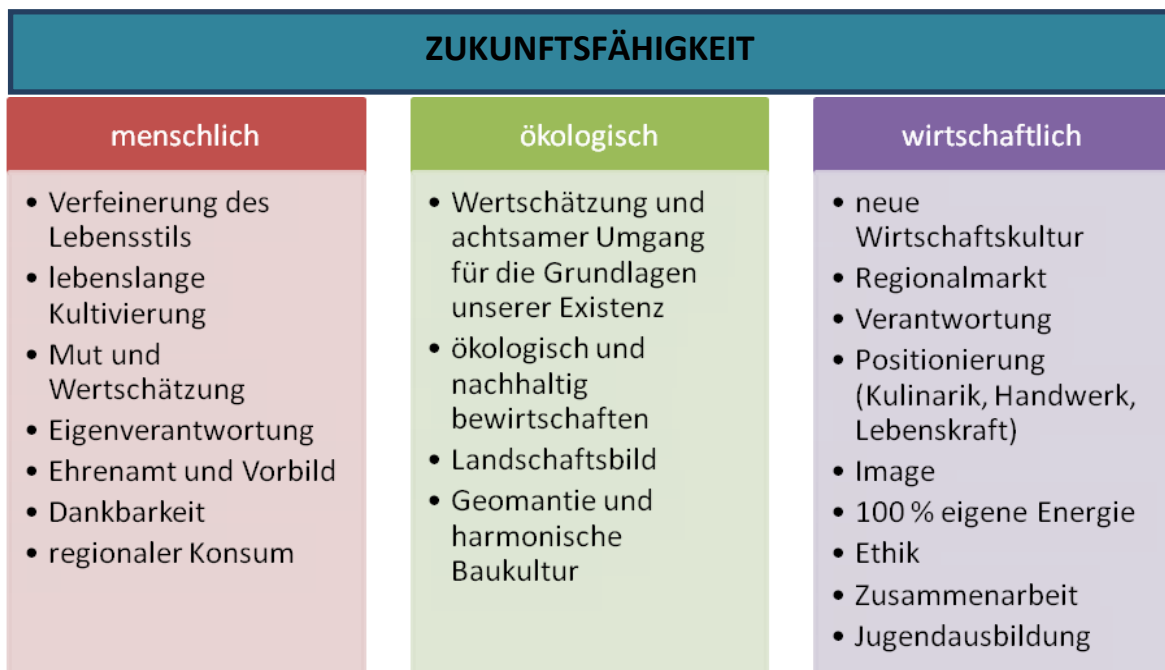 ZUKUNFTSFÄHIGKEIT
menschlich
• Verfeinerung des
Lebensstils
• lebenslange
Kultivierung
• Mut und
Wertschätzung
• Eigenverantwortung
• Ehrenamt und Vorbild
• Dankbarkeit
• regionaler Konsum
ökologisch
• Wertschätzung und
achtsamer Umgang
für die Grundlagen
unserer Existenz
• ökologisch und
nachhaltig
bewirtschaften
• Landschaftsbild
• Geomantie und
harmonische
Baukultur
wirtschaftlich
• neue
Wirtschaftskultur
• Regionalmarkt
• Verantwortung
• Positionierung
(Kulinarik, Handwerk,
Lebenskraft)
• Image
• 100 % eigene Energie
• Ethik
• Zusammenarbeit
• Jugendausbildung